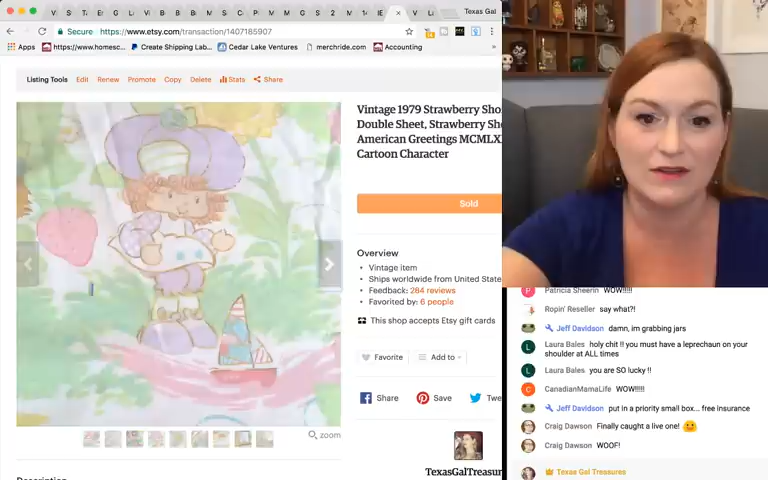 Texas Gal
Secure https://www.etsy.com/transaction/1407185907
Apps https://www.homesc... Create Shipping Lab... Cedar Lake Ventures merchride.com Accounting »
Listing Tools Edit Renew Promote Copy Delete Stats Share
Vintage 1979 Strawberry Sho
Double Sheet, Strawberry Sh
American Greetings MCMLX
Cartoon Character
Sold
Overview
• Vintage item
• Ships worldwide from United State
• Feedback: 284 reviews
• Favorited by: 6 people
This shop accepts Etsy gift cards
Favorite Add to
Share Save Twe
zoom
TexasGalTreasur
Patricia Sheerin WOW!!!!!
Ropin' Reseller say what?!
Jeff Davidson damn, im grabbing jars
Laura Bales holy chit !! you must have a leprechaun on your
shoulder at ALL times
Laura Bales you are SO lucky !!
CanadianMamaLife WOW!!!!!
Jeff Davidson put in a priority small box... free insurance
Craig Dawson Finally caught a live one!
Craig Dawson WOOF!
Texas Gal Treasures